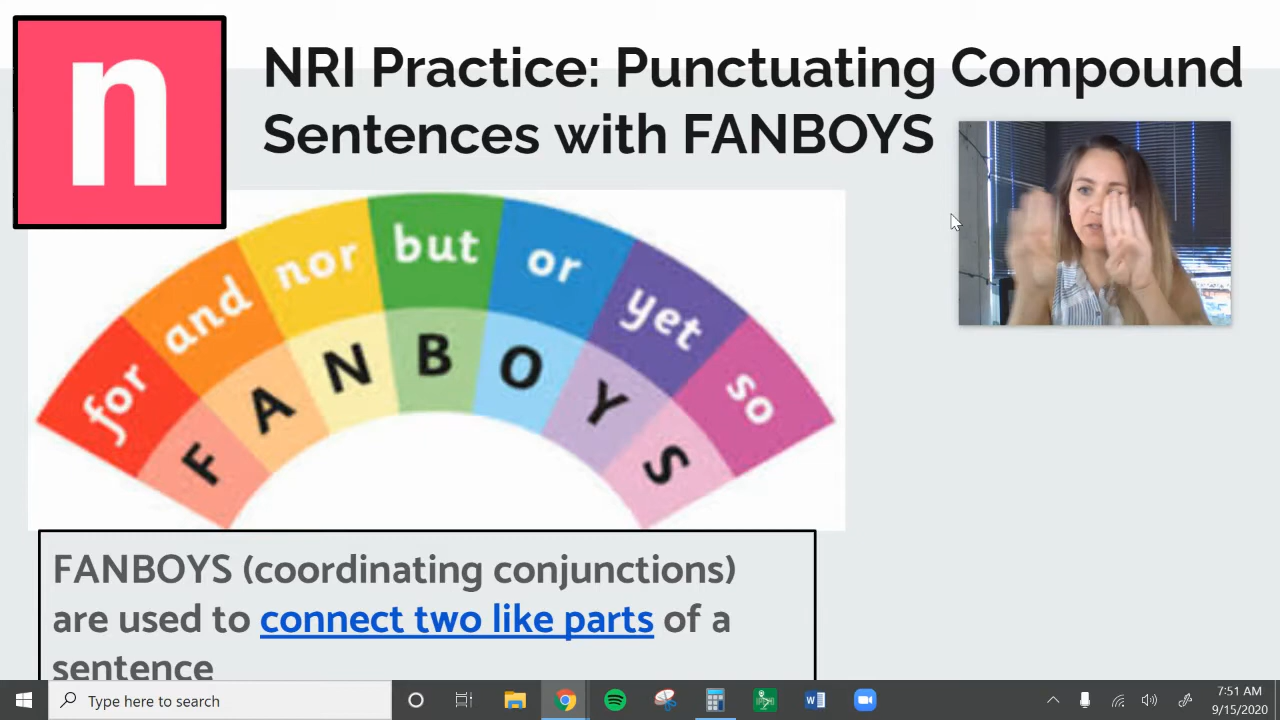 n
NRI Practice: Punctuating Compound
Sentences with FANBOYS
for and nor but or yet so
F A N B O Y S
FANBOYS (coordinating conjunctions)
are used to connect two like parts of a
sentence
Type here to search
7:51 AM
9/15/2020